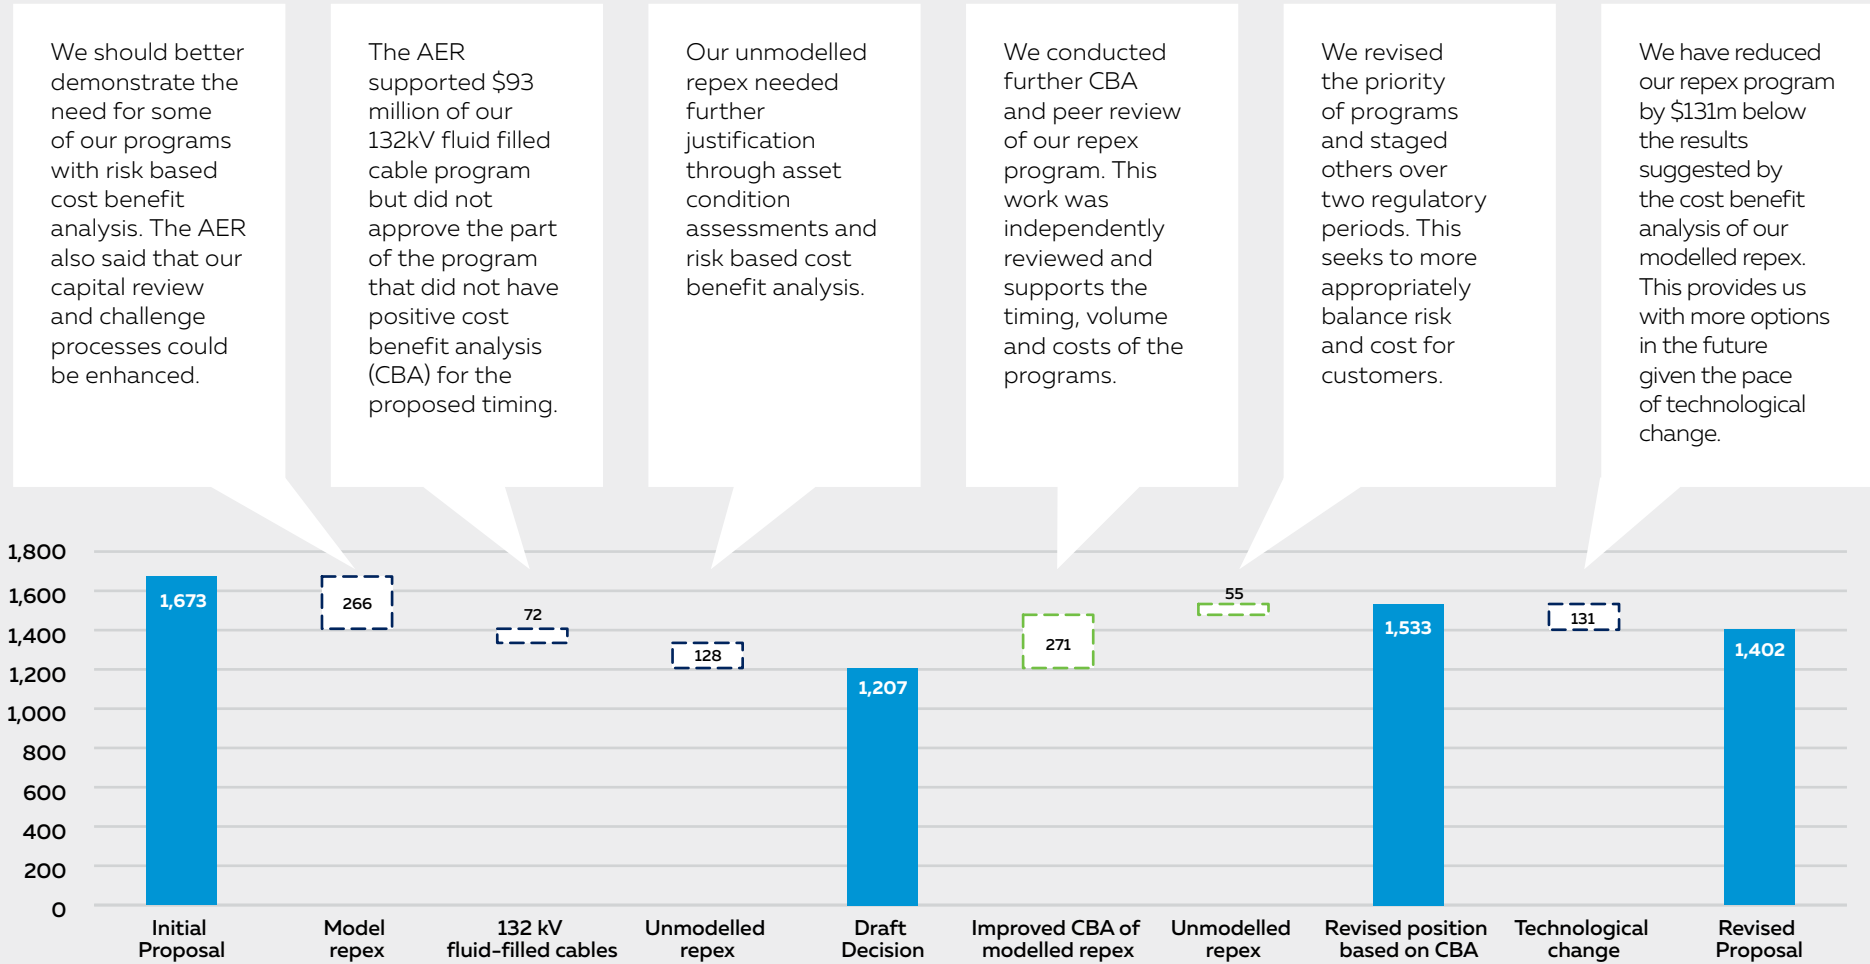 We should better
demonstrate the
need for some
of our programs
with risk based
cost benefit
analysis. The AER
also said that our
capital review
and challenge
processes could
be enhanced.
The AER
supported $93
million of our
132kV fluid filled
cable program
but did not
approve the part
of the program
that did not have
positive cost
benefit analysis
(CBA) for the
proposed timing.
Our unmodelled
repex needed
further
justification
through asset
condition
assessments and
risk based cost
benefit analysis.
We conducted
further CBA
and peer review
of our repex
program. This
work was
independently
reviewed and
supports the
timing, volume
and costs of the
programs.
We revised
the priority
of programs
and staged
others over
two regulatory
periods. This
seeks to more
appropriately
balance risk
and cost for
customers.
We have reduced
our repex program
by $131m below
the results
suggested by
the cost benefit
analysis of our
modelled repex.
This provides us
with more options
in the future
given the pace
of technological
change.
1,800
1,600
1,400
1,200
1,000
800
600
400
200
0
1,673
266
72
128
1,207
271
55
1,533
131
1,402
Initial
Proposal
Model
repex
132 kV
fluid-filled cables
Unmodelled
repex
Draft
Decision
Improved CBA of
modelled repex
Unmodelled
repex
Revised position
based on CBA
Technological
change
Revised
Proposal